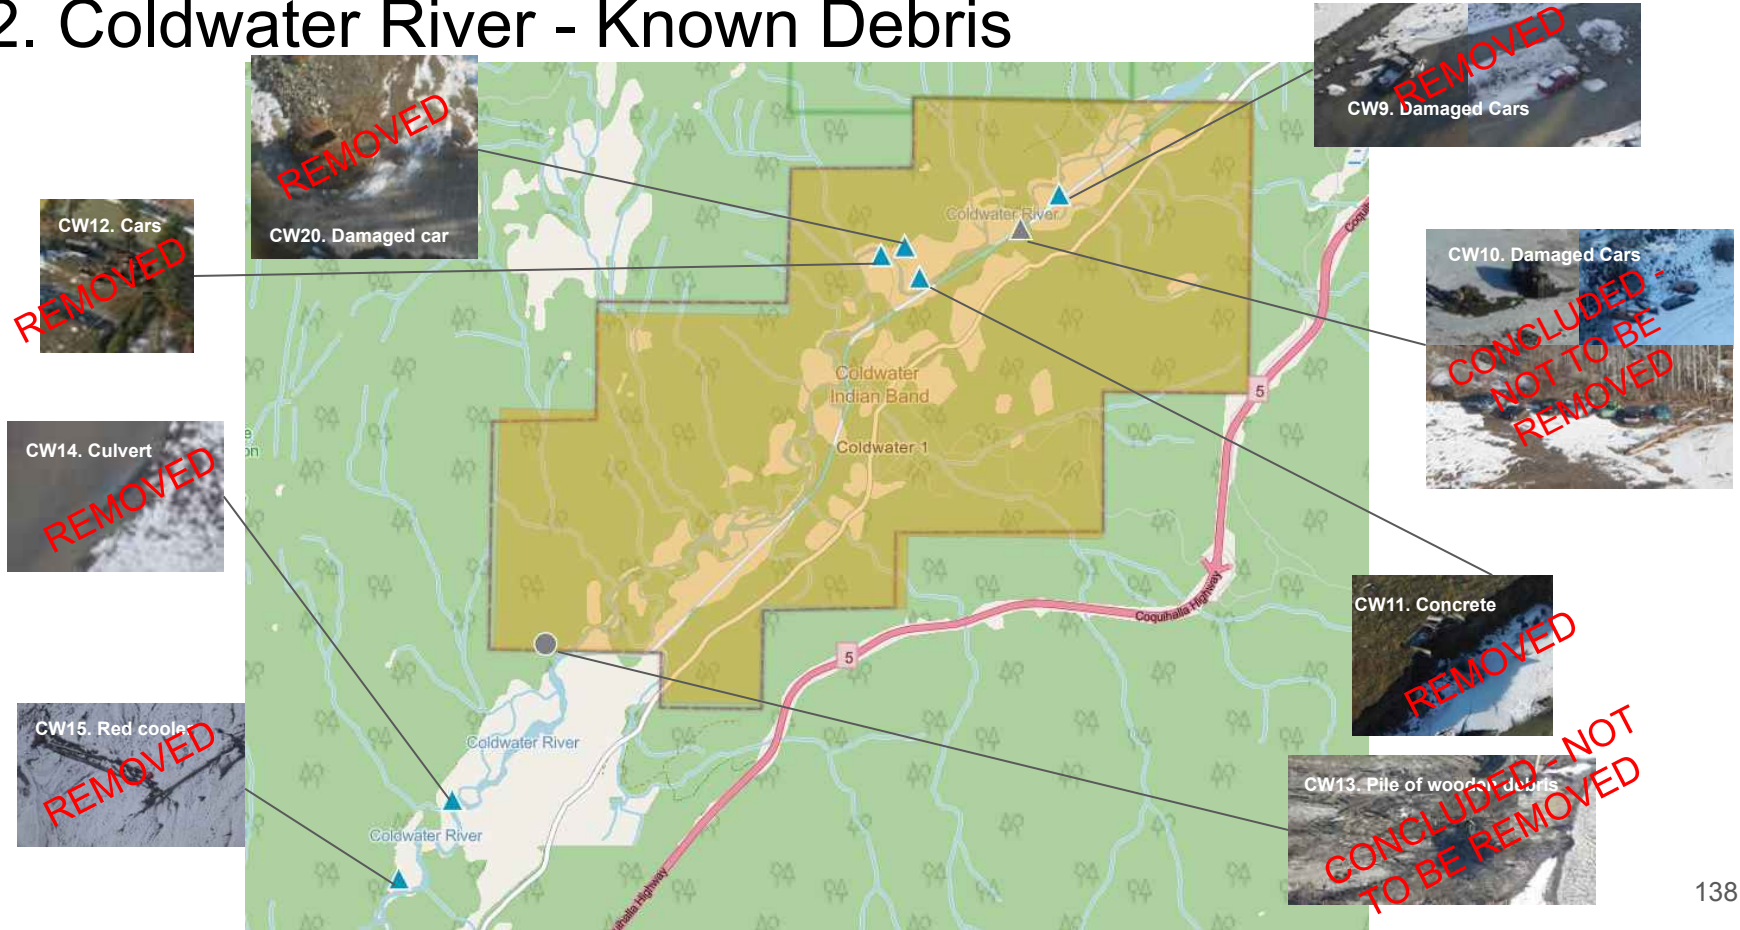 2. Coldwater River - Known Debris
CW9. Damaged Cars
REMOVED
CW20. Damaged car
REMOVED
CW12. Cars
REMOVED
CW10. Damaged Cars
CONCLUDED -
NOT TO BE
REMOVED
CW14. Culvert
REMOVED
CW11. Concrete
REMOVED
CW15. Red cooler
REMOVED
CW13. Pile of wooden debris
CONCLUDED - NOT
TO BE REMOVED
Coldwater River
Coldwater
Indian Band
Coldwater 1
5
Coquihalla Highway
5
Coldwater River
Coldwater River
138